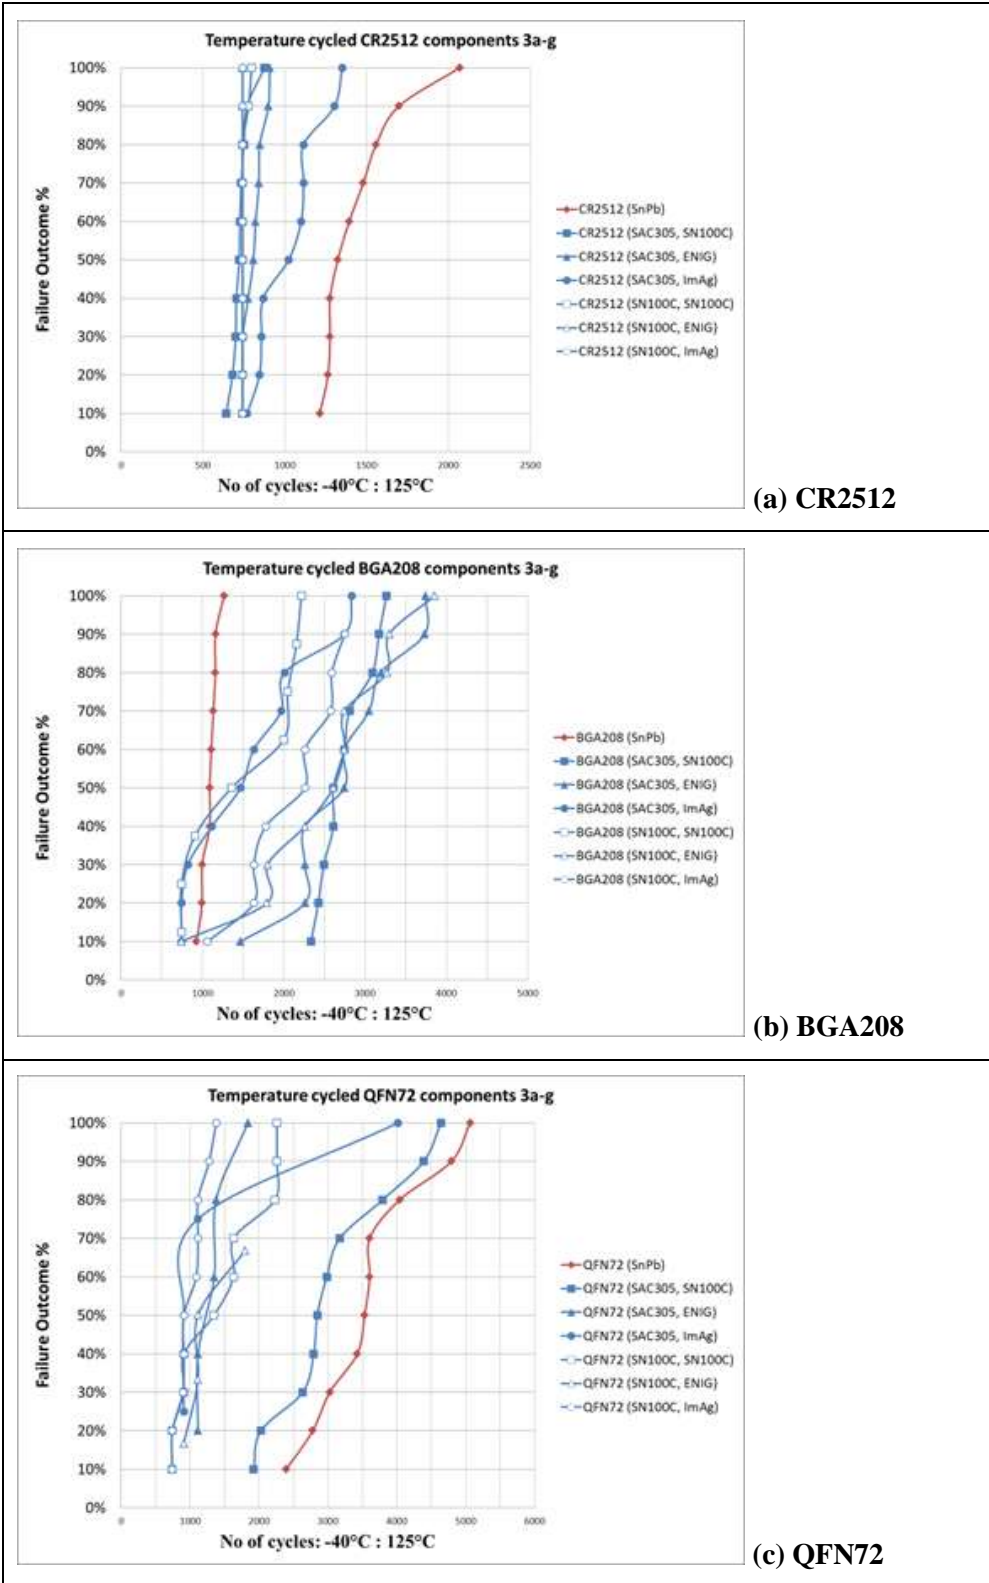 Temperature cycled CR2512 components 3a-g
100%
90%
80%
70%
60%
50%
40%
30%
20%
10%
0%
Failure Outcome %
0 500 1000 1500 2000 2500
No of cycles: -40°C : 125°C
CR2512 (SnPb)
CR2512 (SAC305, SN100C)
CR2512 (SAC305, ENIG)
CR2512 (SAC305, ImAg)
CR2512 (SN100C, SN100C)
CR2512 (SN100C, ENIG)
CR2512 (SN100C, ImAg)
(a) CR2512
Temperature cycled BGA208 components 3a-g
100%
90%
80%
70%
60%
50%
40%
30%
20%
10%
0%
Failure Outcome %
0 1000 2000 3000 4000 5000
No of cycles: -40°C : 125°C
BGA208 (SnPb)
BGA208 (SAC305, SN100C)
BGA208 (SAC305, ENIG)
BGA208 (SAC305, ImAg)
BGA208 (SN100C, SN100C)
BGA208 (SN100C, ENIG)
BGA208 (SN100C, ImAg)
(b) BGA208
Temperature cycled QFN72 components 3a-g
100%
90%
80%
70%
60%
50%
40%
30%
20%
10%
0%
Failure Outcome %
0 1000 2000 3000 4000 5000 6000
No of cycles: -40°C : 125°C
QFN72 (SnPb)
QFN72 (SAC305, SN100C)
QFN72 (SAC305, ENIG)
QFN72 (SAC305, ImAg)
QFN72 (SN100C, SN100C)
QFN72 (SN100C, ENIG)
QFN72 (SN100C, ImAg)
(c) QFN72